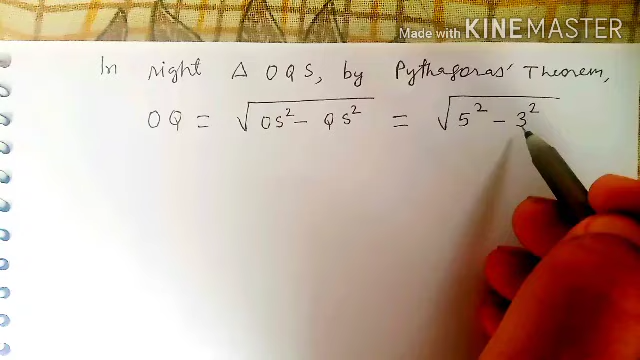 Made with KINEMASTER
In right Δ OQS, by Pythagoras' Theorem,
OQ = √(OS² - QS²) = √(5² - 3²)